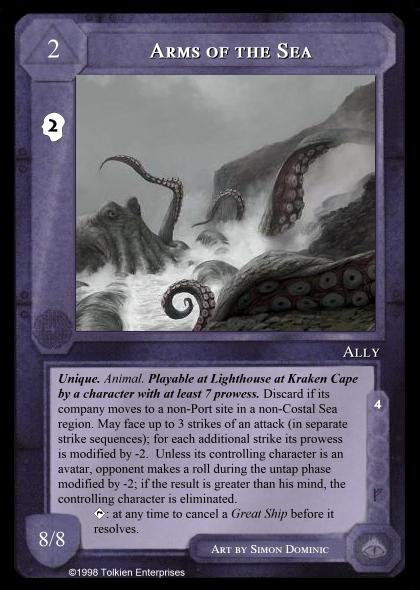 2
ARMS OF THE SEA
2
ALLY
Unique. Animal. Playable at Lighthouse at Kraken Cape
by a character with at least 7 prowess. Discard if its
company moves to a non-Port site in a non-Costal Sea
region. May face up to 3 strikes of an attack (in separate
strike sequences); for each additional strike its prowess
is modified by -2. Unless its controlling character is an
avatar, opponent makes a roll during the untap phase
modified by -2; if the result is greater than his mind, the
controlling character is eliminated.
: at any time to cancel a Great Ship before it
resolves.
4
8/8
ART BY SIMON DOMINIC
©1998 Tolkien Enterprises